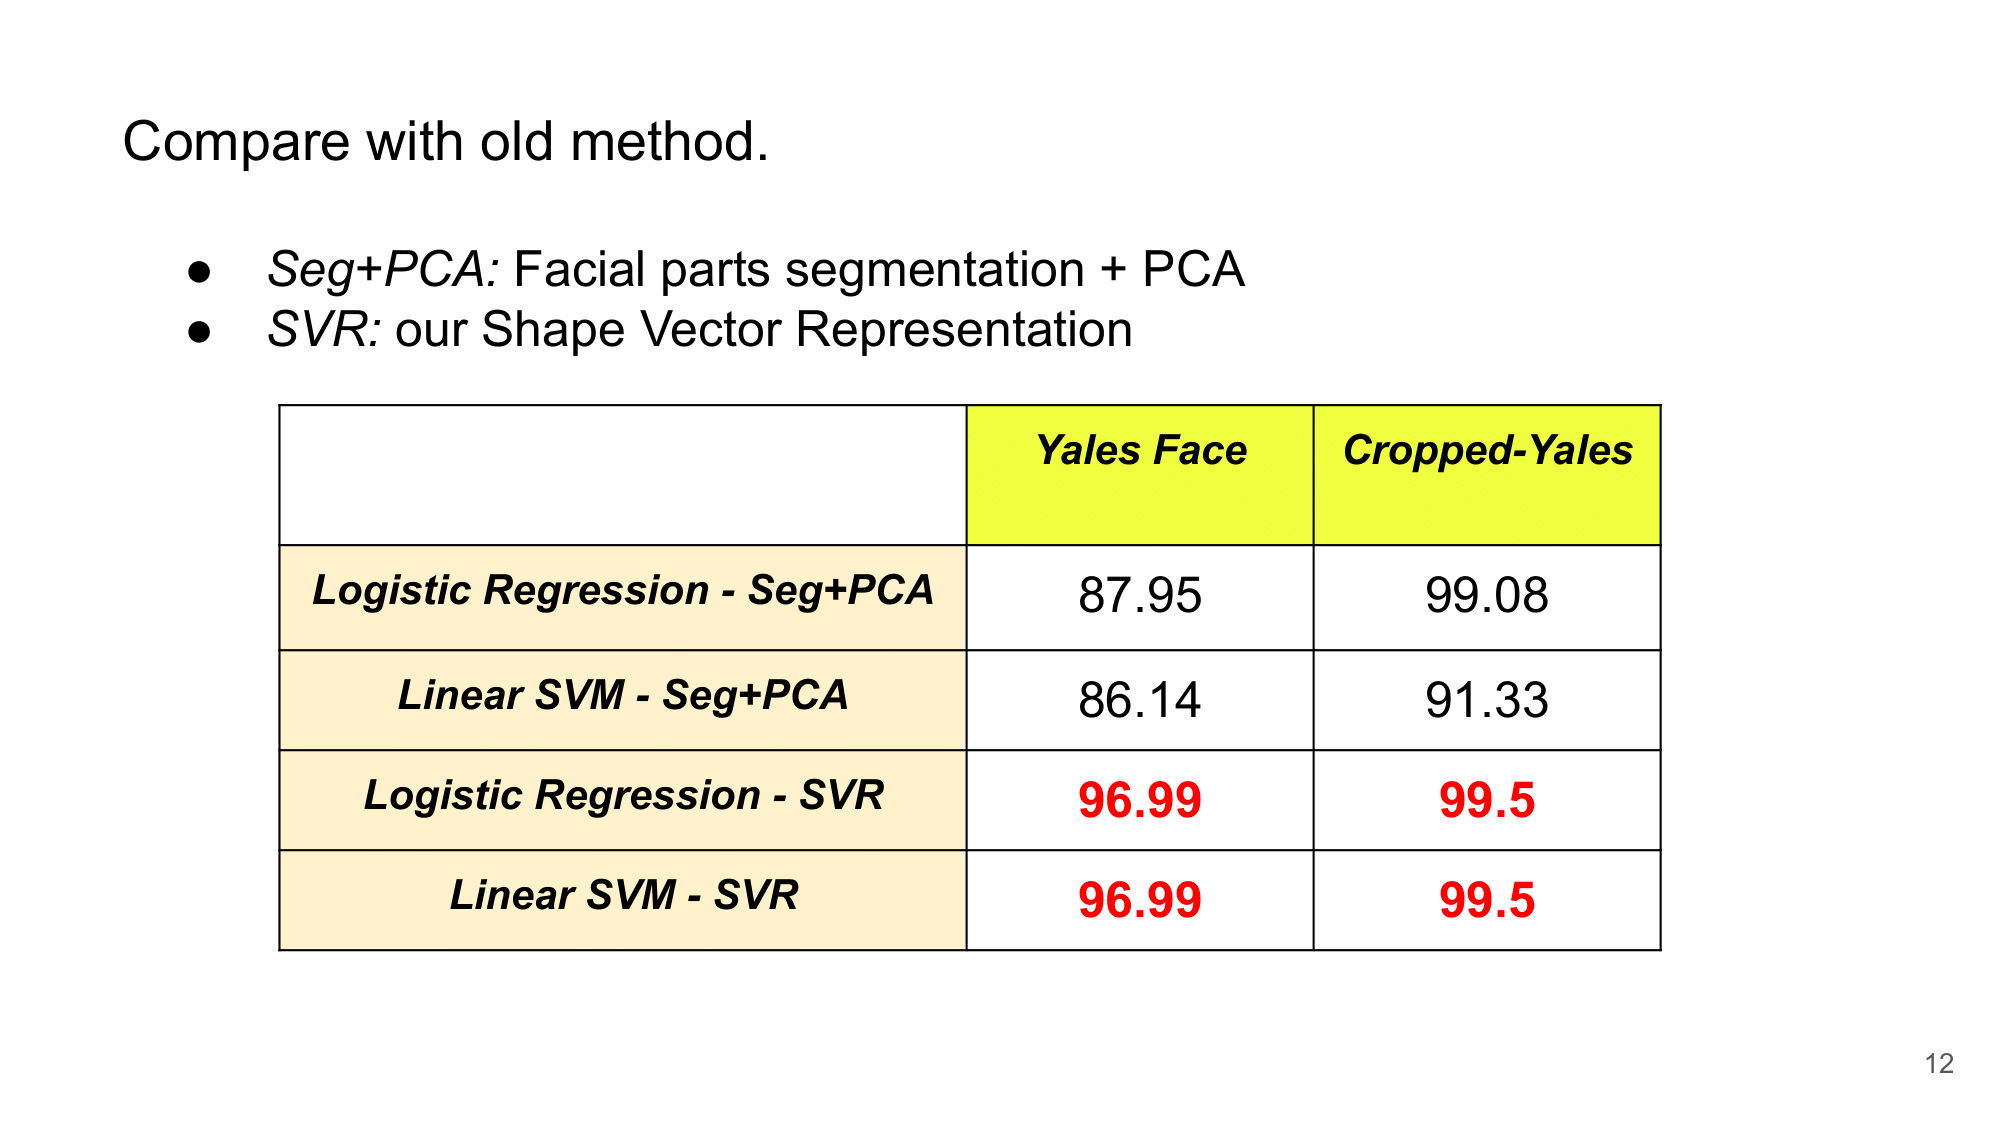 Compare with old method.
● Seg+PCA: Facial parts segmentation + PCA
● SVR: our Shape Vector Representation
Yales Face Cropped-Yales
Logistic Regression - Seg+PCA 87.95 99.08
Linear SVM - Seg+PCA 86.14 91.33
Logistic Regression - SVR 96.99 99.5
Linear SVM - SVR 96.99 99.5
12